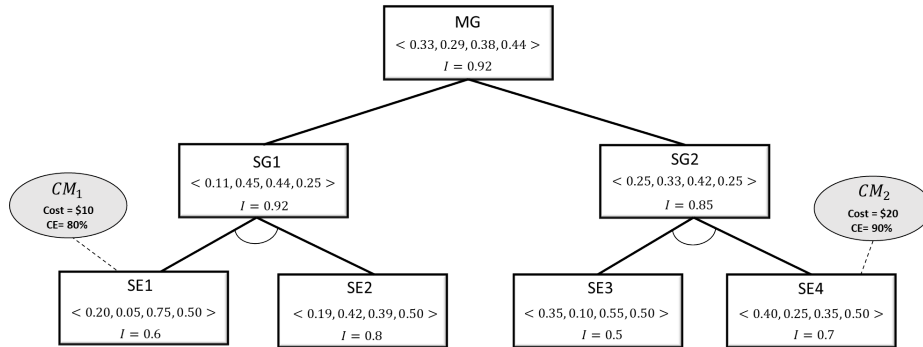 MG
< 0.33, 0.29, 0.38, 0.44 >
I = 0.92
SG1
< 0.11, 0.45, 0.44, 0.25 >
I = 0.92
SG2
< 0.25, 0.33, 0.42, 0.25 >
I = 0.85
CM₁
Cost = $10
CE= 80%
CM₂
Cost = $20
CE= 90%
SE1
< 0.20, 0.05, 0.75, 0.50 >
I = 0.6
SE2
< 0.19, 0.42, 0.39, 0.50 >
I = 0.8
SE3
< 0.35, 0.10, 0.55, 0.50 >
I = 0.5
SE4
< 0.40, 0.25, 0.35, 0.50 >
I = 0.7